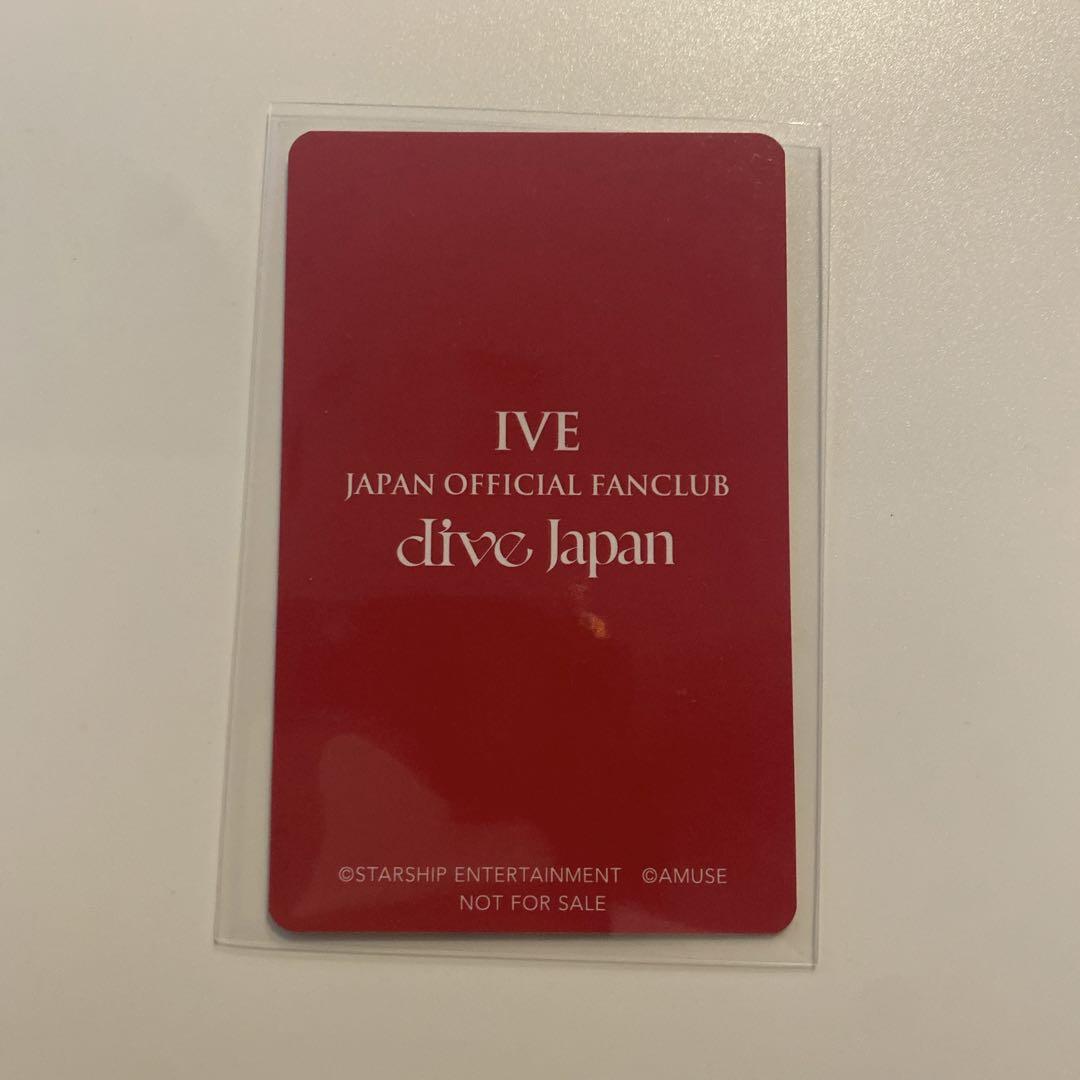 IVE
JAPAN OFFICIAL FANCLUB
dive Japan
©STARSHIP ENTERTAINMENT ©AMUSE
NOT FOR SALE